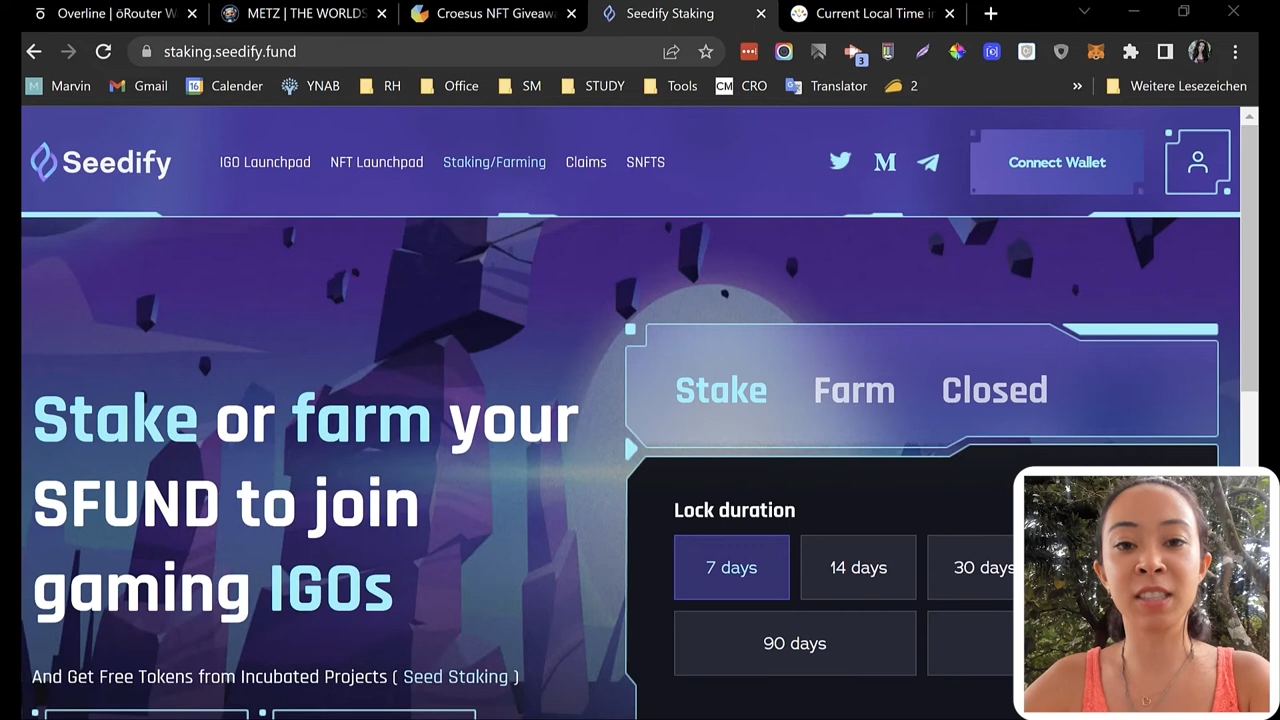 Overline | ōRouter W
METZ | THE WORLDS
Croesus NFT Giveaw
Seedify Staking
Current Local Time in
staking.seedify.fund
3
Marvin
Gmail
16
Calender
YNAB
RH
Office
SM
STUDY
Tools
CM
CRO
Translator
2
Weitere Lesezeichen
Seedify
IGO Launchpad
NFT Launchpad
Staking/Farming
Claims
SNFTS
Connect Wallet
Stake
Farm
Closed
Stake or farm your
SFUND to join
gaming IGOs
And Get Free Tokens from Incubated Projects ( Seed Staking )
Lock duration
7 days
14 days
30 days
90 days